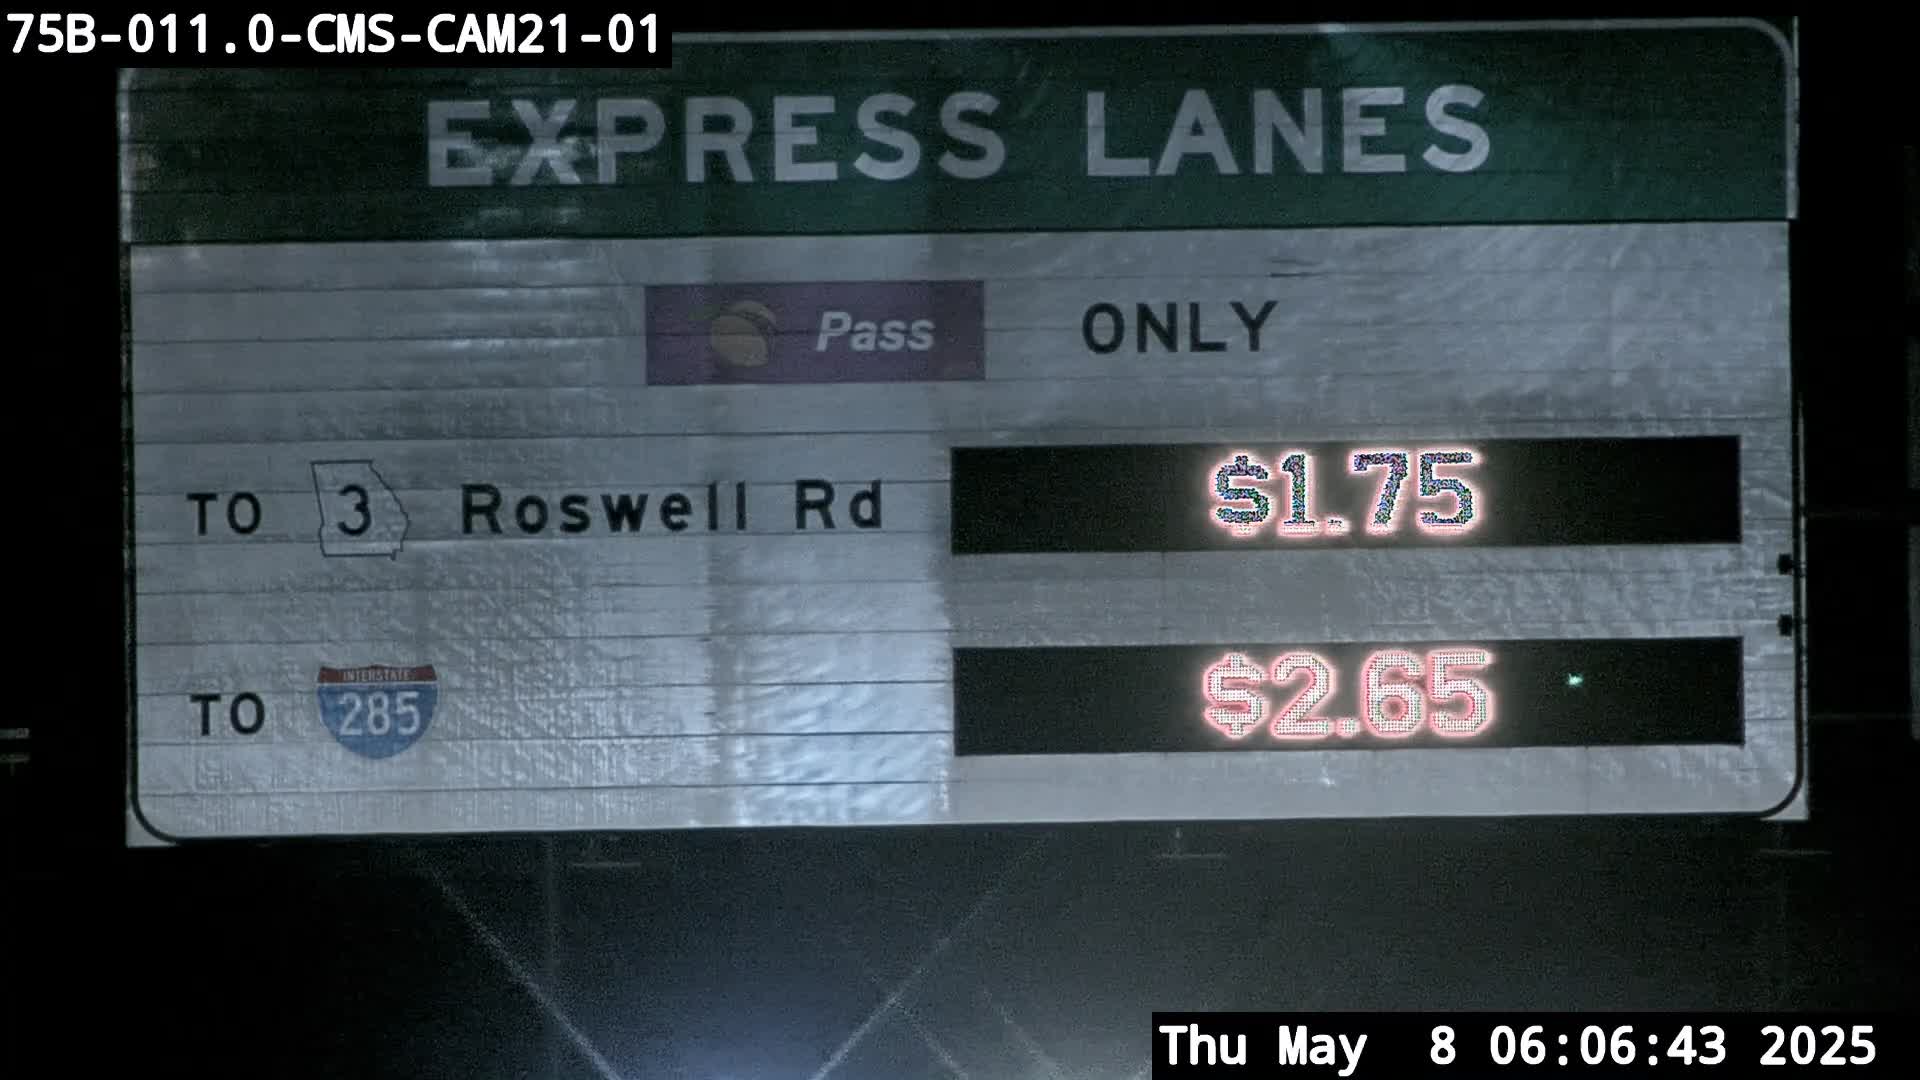 75B-011.0-CMS-CAM21-01
EXPRESS LANES
Pass ONLY
TO 3 Roswell Rd $1.75
INTERSTATE
TO 285 $2.65
Thu May 8 06:06:43 2025